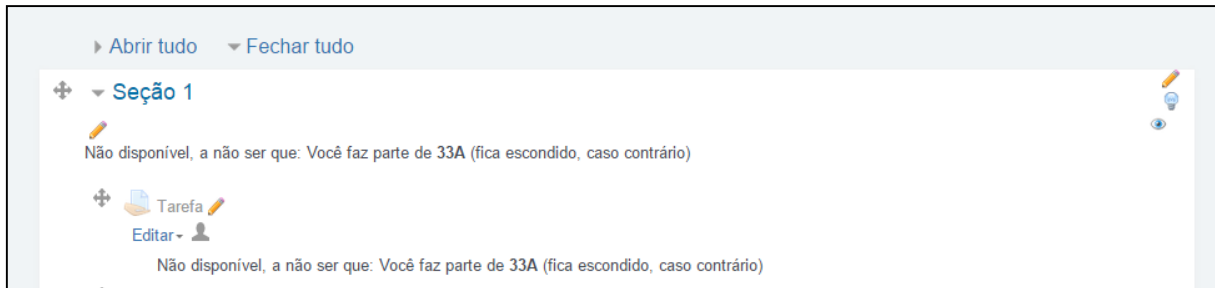 Abrir tudo Fechar tudo
Seção 1
Não disponível, a não ser que: Você faz parte de 33A (fica escondido, caso contrário)
Tarefa
Editar
Não disponível, a não ser que: Você faz parte de 33A (fica escondido, caso contrário)